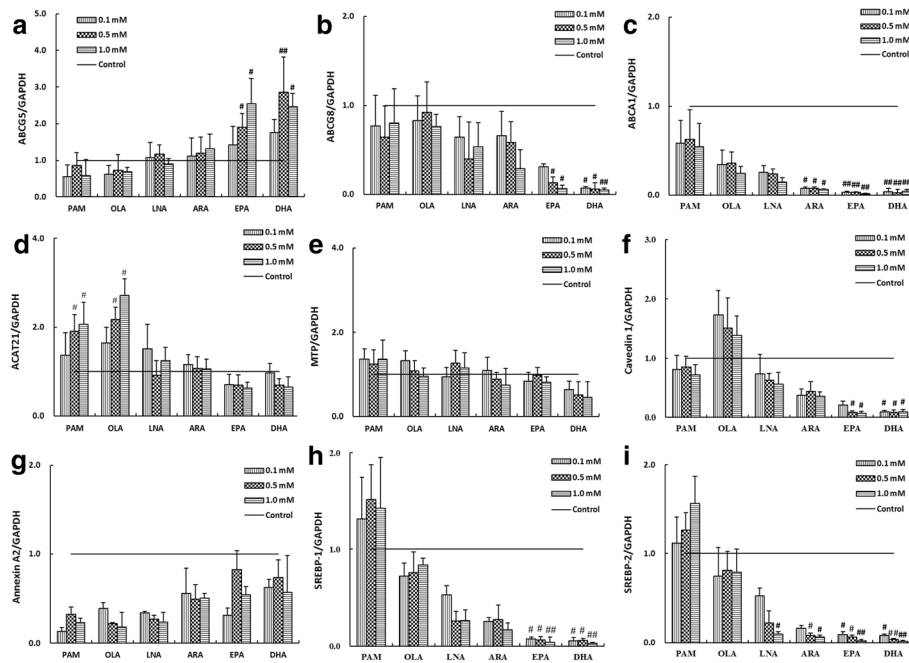 a
5.0
4.0
3.0
2.0
1.0
0.0
ABCG5/GAPDH
0.1 mM
0.5 mM
1.0 mM
Control
# # ## #
PAM OLA LNA ARA EPA DHA
b
2.0
1.0
0.0
ABCG8/GAPDH
0.1 mM
0.5 mM
1.0 mM
Control
# # # # ##
PAM OLA LNA ARA EPA DHA
c
2.0
1.0
0.0
ABCA1/GAPDH
0.1 mM
0.5 mM
1.0 mM
Control
# # # ## ## ## ## ## ##
PAM OLA LNA ARA EPA DHA
d
4.0
2.0
1.0
0.0
ACAT21/GAPDH
0.1 mM
0.5 mM
1.0 mM
Control
# # # #
PAM OLA LNA ARA EPA DHA
e
4.0
2.0
1.0
0.0
MTP/GAPDH
0.1 mM
0.5 mM
1.0 mM
Control
PAM OLA LNA ARA EPA DHA
f
3.0
2.0
1.0
0.0
Caveolin 1/GAPDH
0.1 mM
0.5 mM
1.0 mM
Control
# # # # #
PAM OLA LNA ARA EPA DHA
g
2.0
1.0
0.0
Annexin A2/GAPDH
0.1 mM
0.5 mM
1.0 mM
Control
PAM OLA LNA ARA EPA DHA
h
2.0
1.0
0.0
SREBP-1/GAPDH
0.1 mM
0.5 mM
1.0 mM
Control
# # ## # # ##
PAM OLA LNA ARA EPA DHA
i
2.0
1.0
0.0
SREBP-2/GAPDH
0.1 mM
0.5 mM
1.0 mM
Control
# # # # # ## # ## ##
PAM OLA LNA ARA EPA DHA